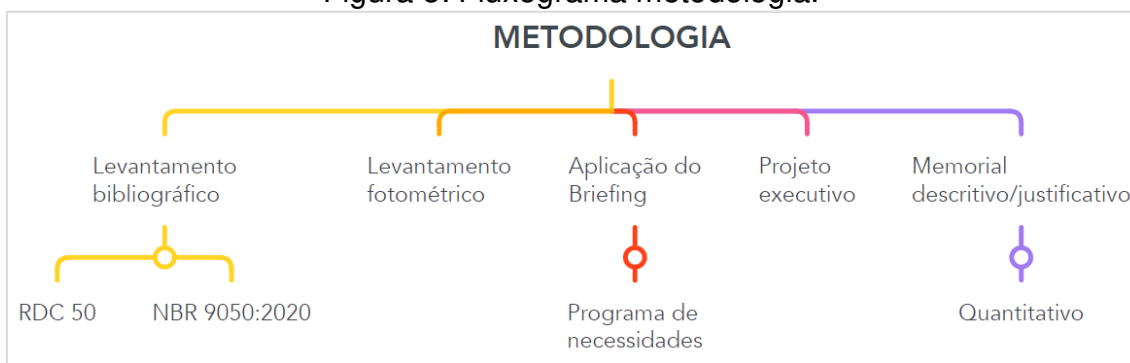 METODOLOGIA
Levantamento
bibliográfico
Levantamento
fotométrico
Aplicação do
Briefing
Projeto
executivo
Memorial
descritivo/justificativo
RDC 50
NBR 9050:2020
Programa de
necessidades
Quantitativo